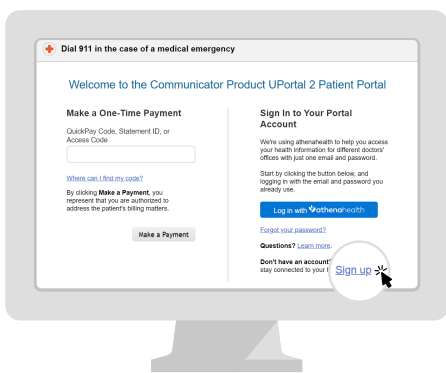 Dial 911 in the case of a medical emergency
Welcome to the Communicator Product UPortal 2 Patient Portal
Make a One-Time Payment
QuickPay Code, Statement ID, or
Access Code
Where can I find my code?
By clicking Make a Payment, you
represent that you are authorized to
address the patient's billing matters.
Make a Payment
Sign In to Your Portal
Account
We're using athenahealth to help you access
your health information for different doctors'
offices with just one email and password.
Start by clicking the button below, and
logging in with the email and password you
already use.
Log in with athenahealth
Forgot your password?
Questions? Learn more.
Don't have an account?
stay connected to your
Sign up